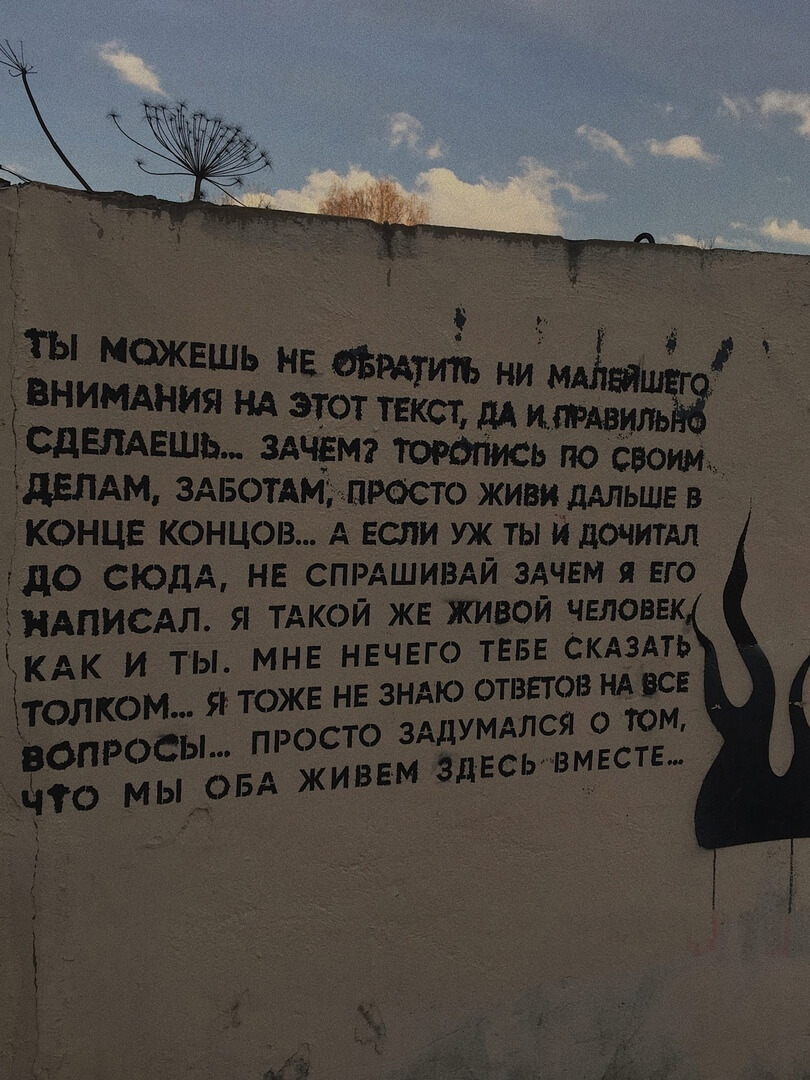 ТЫ МОЖЕШЬ НЕ ОБРАТИТЬ НИ МАЛЕЙШЕГО
ВНИМАНИЯ НА ЭТОТ ТЕКСТ, ДА И ПРАВИЛЬНО
СДЕЛАЕШЬ... ЗАЧЕМ? ТОРОПИСЬ ПО СВОИМ
ДЕЛАМ, ЗАБОТАМ, ПРОСТО ЖИВИ ДАЛЬШЕ В
КОНЦЕ КОНЦОВ... А ЕСЛИ УЖ ТЫ И ДОЧИТАЛ
ДО СЮДА, НЕ СПРАШИВАЙ ЗАЧЕМ Я ЕГО
НАПИСАЛ. Я ТАКОЙ ЖЕ ЖИВОЙ ЧЕЛОВЕК,
КАК И ТЫ. МНЕ НЕЧЕГО ТЕБЕ СКАЗАТЬ
ТОЛКОМ... Я ТОЖЕ НЕ ЗНАЮ ОТВЕТОВ НА ВСЕ
ВОПРОСЫ... ПРОСТО ЗАДУМАЛСЯ О ТОМ,
ЧТО МЫ ОБА ЖИВЕМ ЗДЕСЬ ВМЕСТЕ...